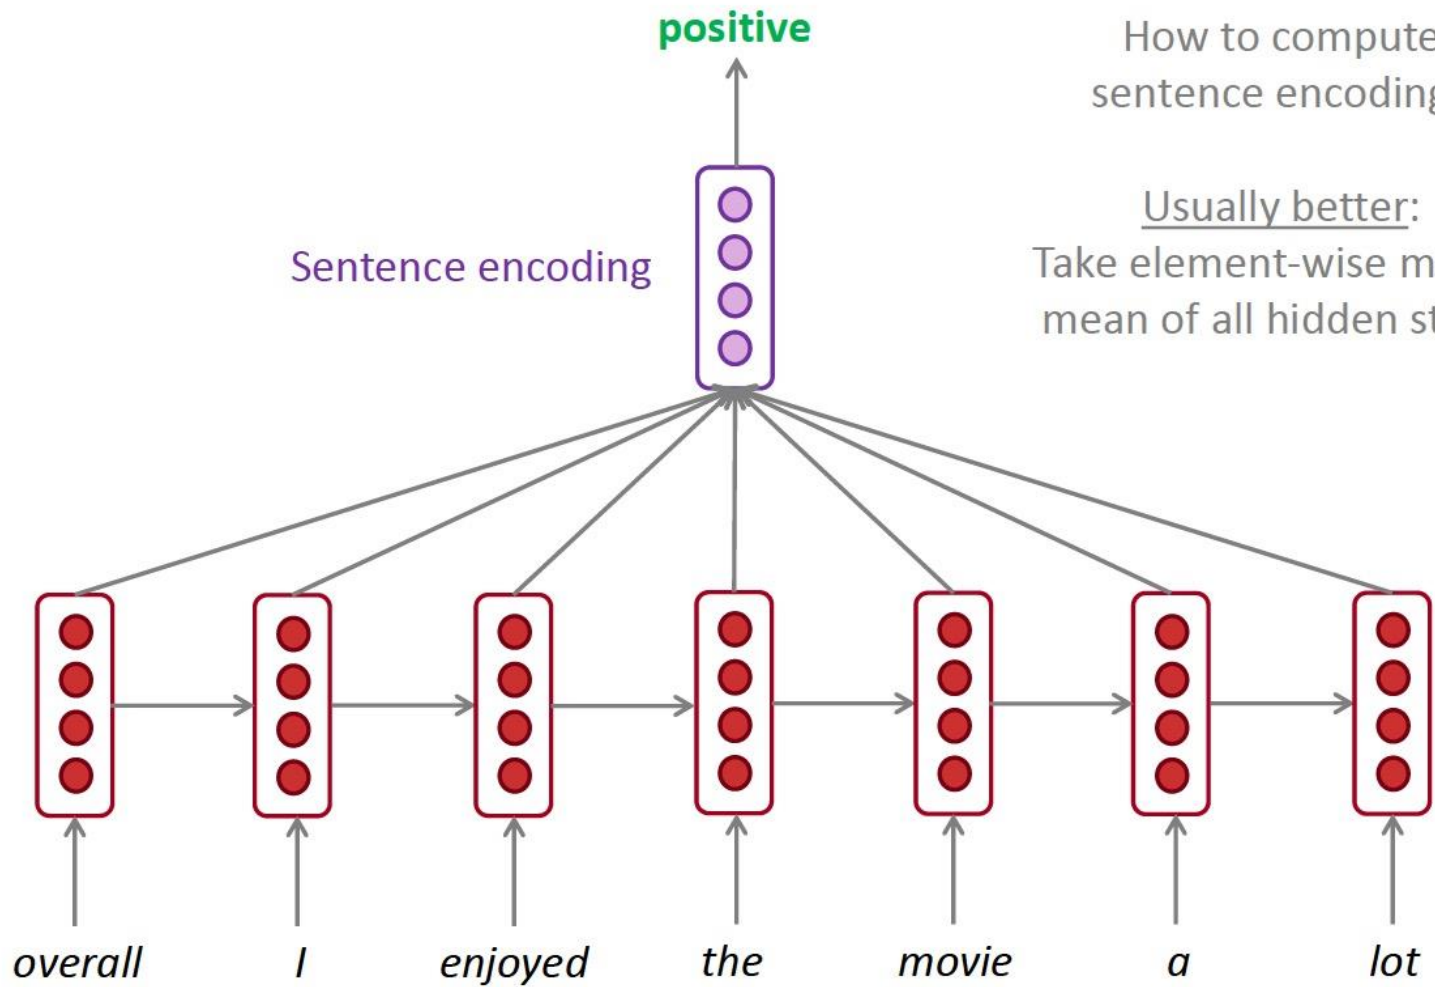 positive
How to compute
sentence encoding
Usually better:
Take element-wise m
mean of all hidden st
Sentence encoding
overall I enjoyed the movie a lot